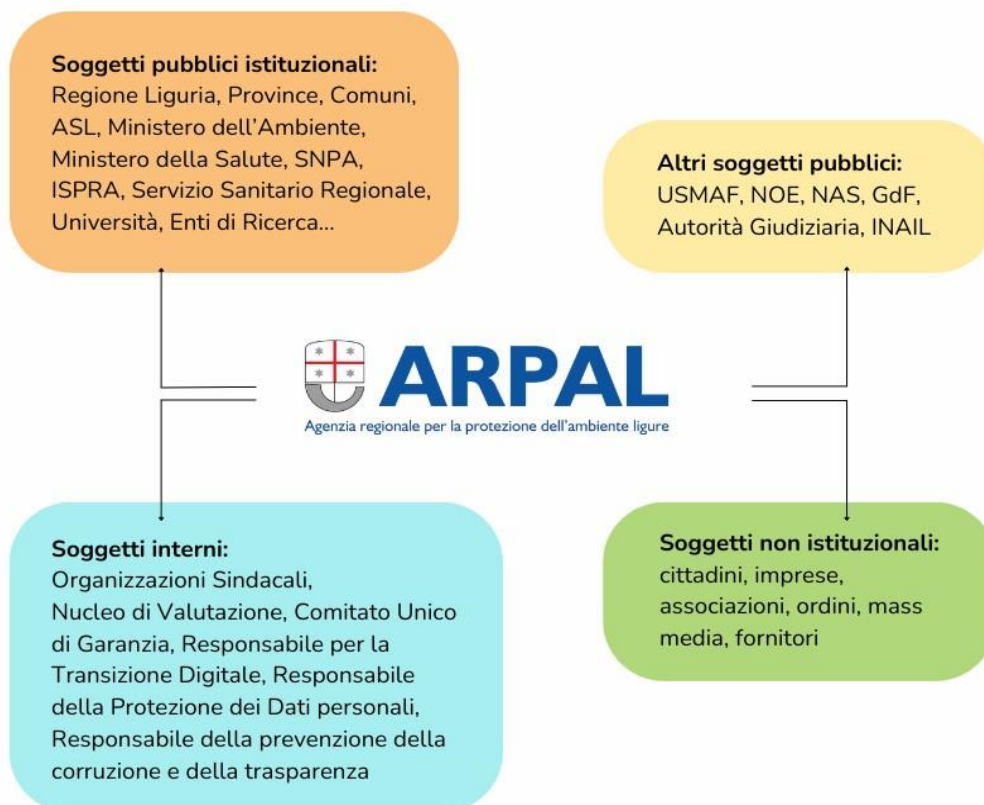 Soggetti pubblici istituzionali:
Regione Liguria, Province, Comuni,
ASL, Ministero dell'Ambiente,
Ministero della Salute, SNPA,
ISPRA, Servizio Sanitario Regionale,
Università, Enti di Ricerca...
Altri soggetti pubblici:
USMAF, NOE, NAS, GdF,
Autorità Giudiziaria, INAIL
ARPAL
Agenzia regionale per la protezione dell'ambiente ligure
Soggetti interni:
Organizzazioni Sindacali,
Nucleo di Valutazione, Comitato Unico
di Garanzia, Responsabile per la
Transizione Digitale, Responsabile
della Protezione dei Dati personali,
Responsabile della prevenzione della
corruzione e della trasparenza
Soggetti non istituzionali:
cittadini, imprese,
associazioni, ordini, mass
media, fornitori